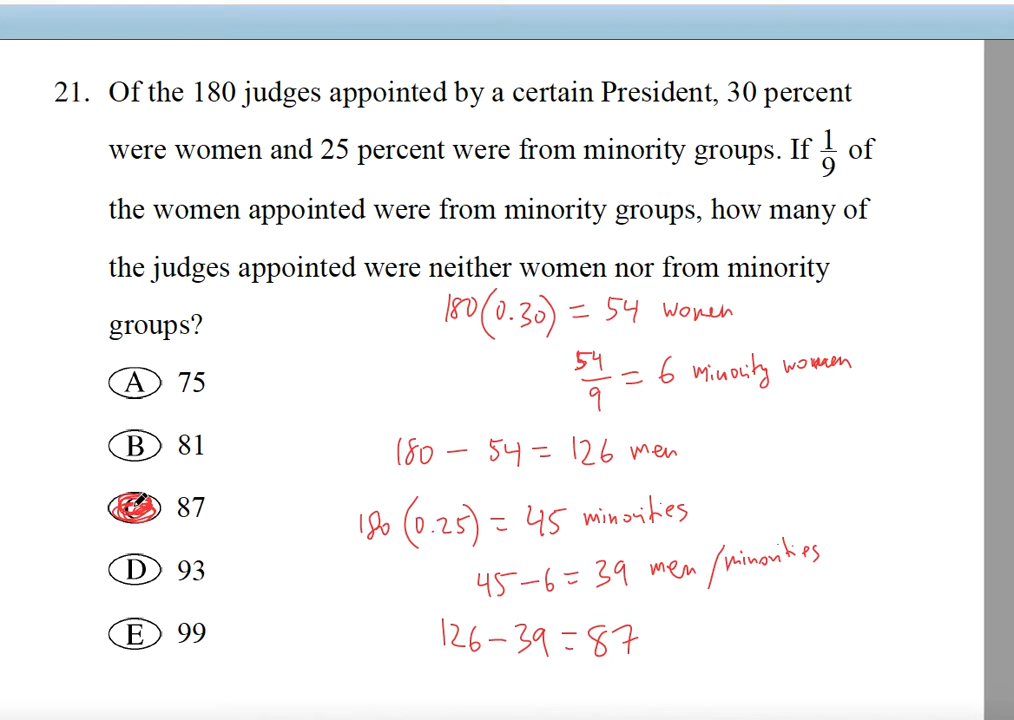 21. Of the 180 judges appointed by a certain President, 30 percent
were women and 25 percent were from minority groups. If 1/9 of
the women appointed were from minority groups, how many of
the judges appointed were neither women nor from minority
groups?
180(0.30) = 54 women
54/9 = 6 minority women
A 75
B 81
180 - 54 = 126 men
87
180 (0.25) = 45 minorities
D 93
45-6 = 39 men/minorities
E 99
126-39 = 87